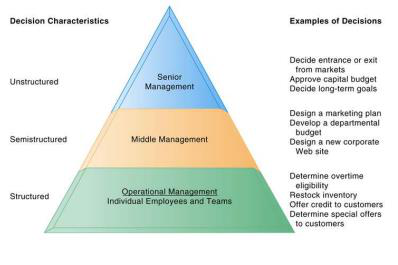 Decision Characteristics
Examples of Decisions
Unstructured
Senior
Management
Decide entrance or exit
from markets
Approve capital budget
Decide long-term goals
Semistructured
Middle Management
Design a marketing plan
Develop a departmental
budget
Design a new corporate
Web site
Structured
Operational Management
Individual Employees and Teams
Determine overtime
eligibility
Restock inventory
Offer credit to customers
Determine special offers
to customers